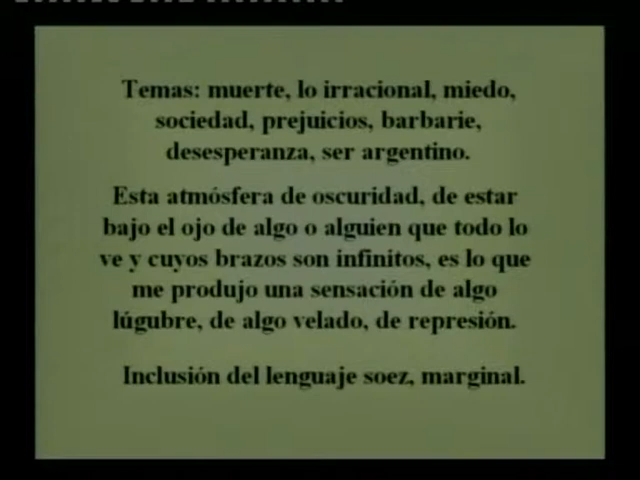 Temas: muerte, lo irracional, miedo,
sociedad, prejuicios, barbarie,
desesperanza, ser argentino.
Esta atmósfera de oscuridad, de estar
bajo el ojo de algo o alguien que todo lo
ve y cuyos brazos son infinitos, es lo que
me produjo una sensación de algo
lúgubre, de algo velado, de represión.
Inclusión del lenguaje soez, marginal.